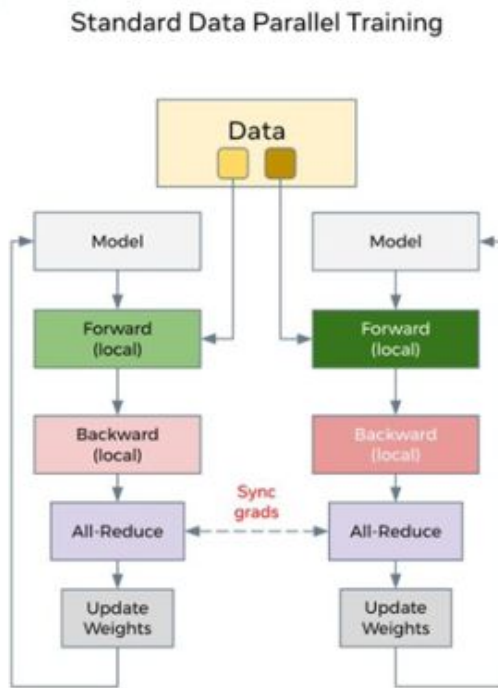 Standard Data Parallel Training
Data
Model
Model
Forward
(local)
Forward
(local)
Backward
(local)
Backward
(local)
Sync
grads
All-Reduce
All-Reduce
Update
Weights
Update
Weights